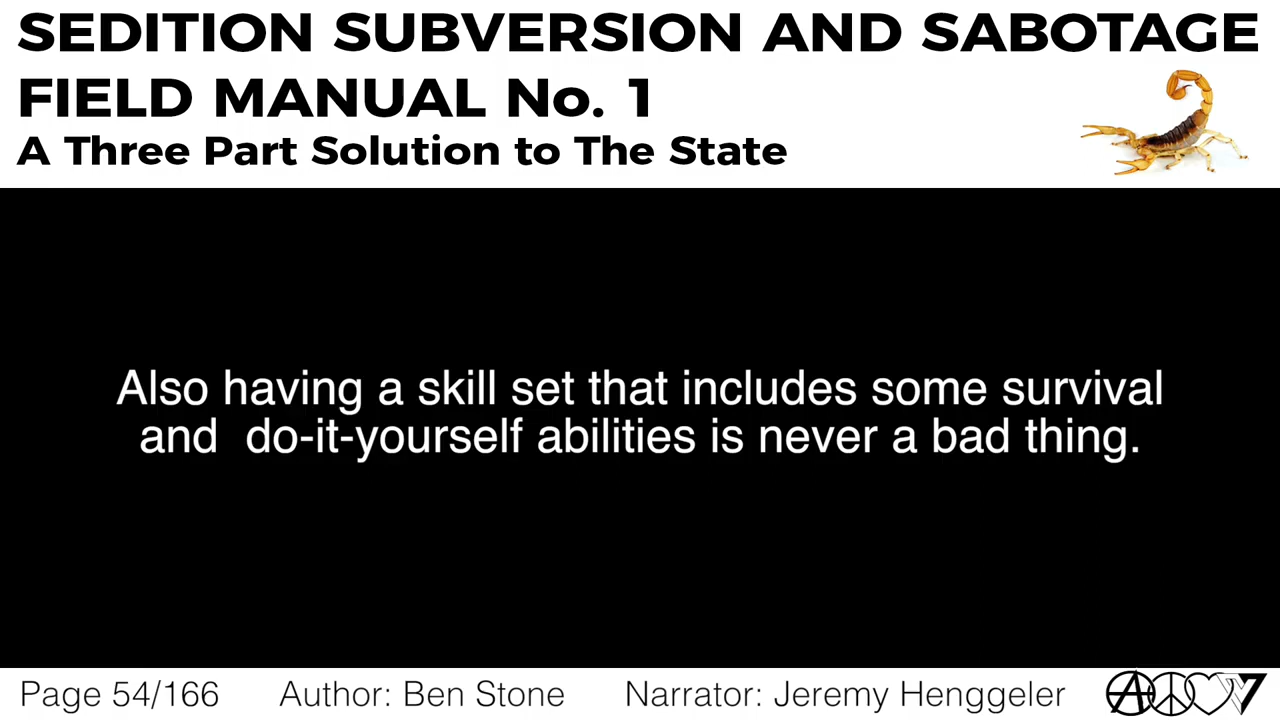 SEDITION SUBVERSION AND SABOTAGE
FIELD MANUAL No. 1
A Three Part Solution to The State
Also having a skill set that includes some survival
and  do-it-yourself abilities is never a bad thing.
Page 54/166 Author: Ben Stone Narrator: Jeremy Henggeler